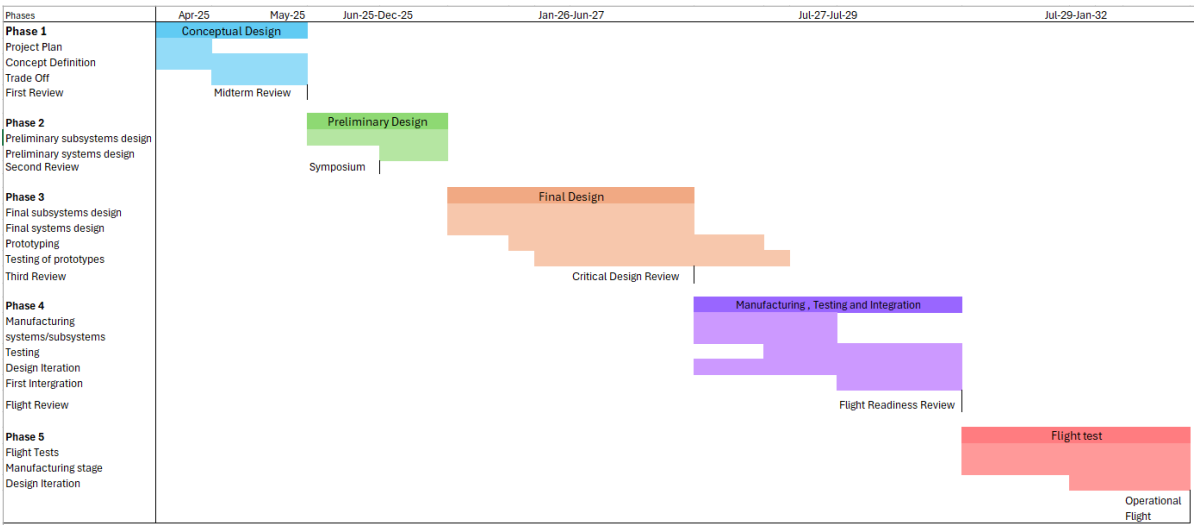 Phases Apr-25 May-25 Jun-25-Dec-25 Jan-26-Jun-27 Jul-27-Jul-29 Jul-29-Jan-32
Phase 1 Conceptual Design
Project Plan
Concept Definition
Trade Off
First Review Midterm Review
Phase 2 Preliminary Design
Preliminary subsystems design
Preliminary systems design
Second Review Symposium
Phase 3 Final Design
Final subsystems design
Final systems design
Prototyping
Testing of prototypes
Third Review Critical Design Review
Phase 4 Manufacturing , Testing and Integration
Manufacturing
systems/subsystems
Testing
Design Iteration
First Intergration
Flight Review Flight Readiness Review
Phase 5 Flight test
Flight Tests
Manufacturing stage
Design Iteration
Operational
Flight